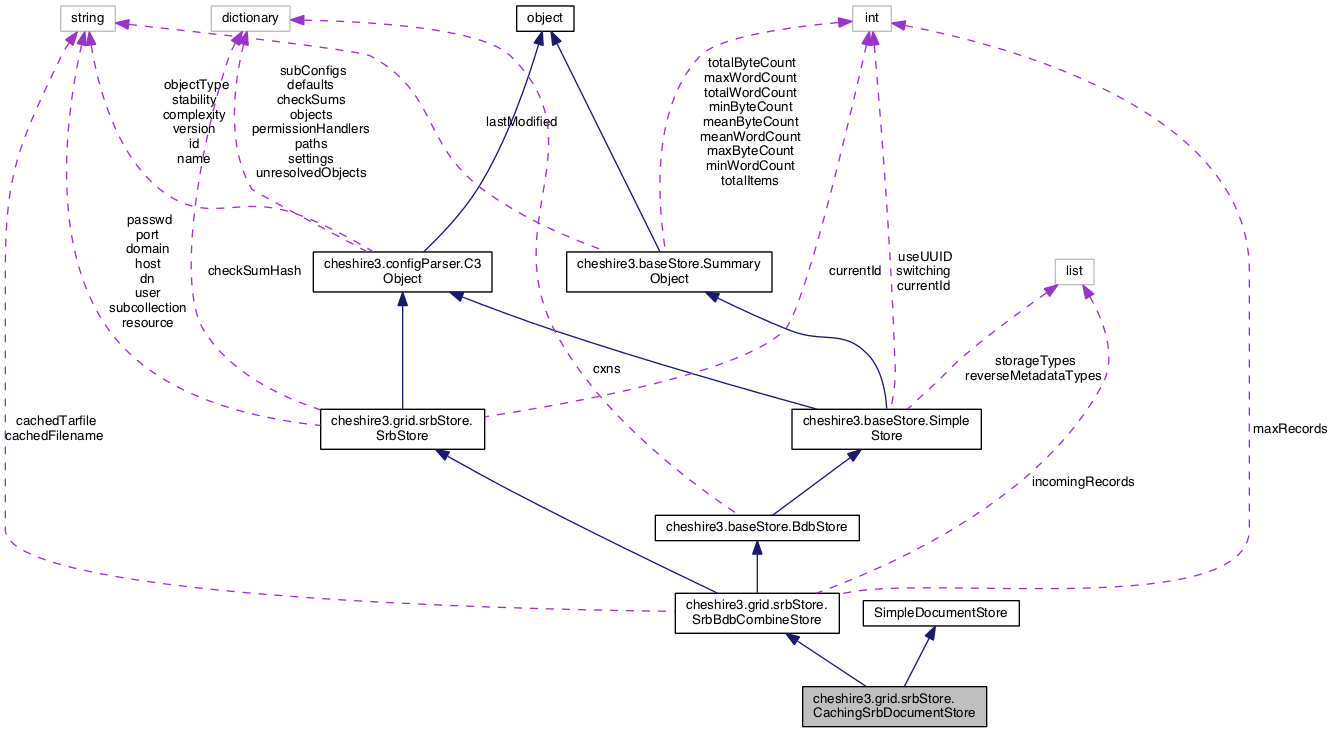 string
dictionary
object
int
objectType
stability
complexity
version
id
name
subConfigs
defaults
checkSums
objects
permissionHandlers
paths
settings
unresolvedObjects
lastModified
totalByteCount
maxWordCount
totalWordCount
minByteCount
meanByteCount
meanWordCount
maxByteCount
minWordCount
totalItems
passwd
port
domain
host
dn
user
subcollection
resource
checkSumHash
cheshire3.configParser.C3
Object
cheshire3.baseStore.Summary
Object
currentId
useUUID
switching
currentId
list
cxns
storageTypes
reverseMetadataTypes
cachedTarfile
cachedFilename
cheshire3.grid.srbStore.
SrbStore
cheshire3.baseStore.Simple
Store
maxRecords
incomingRecords
cheshire3.baseStore.BdbStore
cheshire3.grid.srbStore.
SrbBdbCombineStore
SimpleDocumentStore
cheshire3.grid.srbStore.
CachingSrbDocumentStore